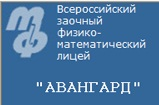 Всероссийский
заочный
физико-
математический
лицей
"АВАНГАРД"